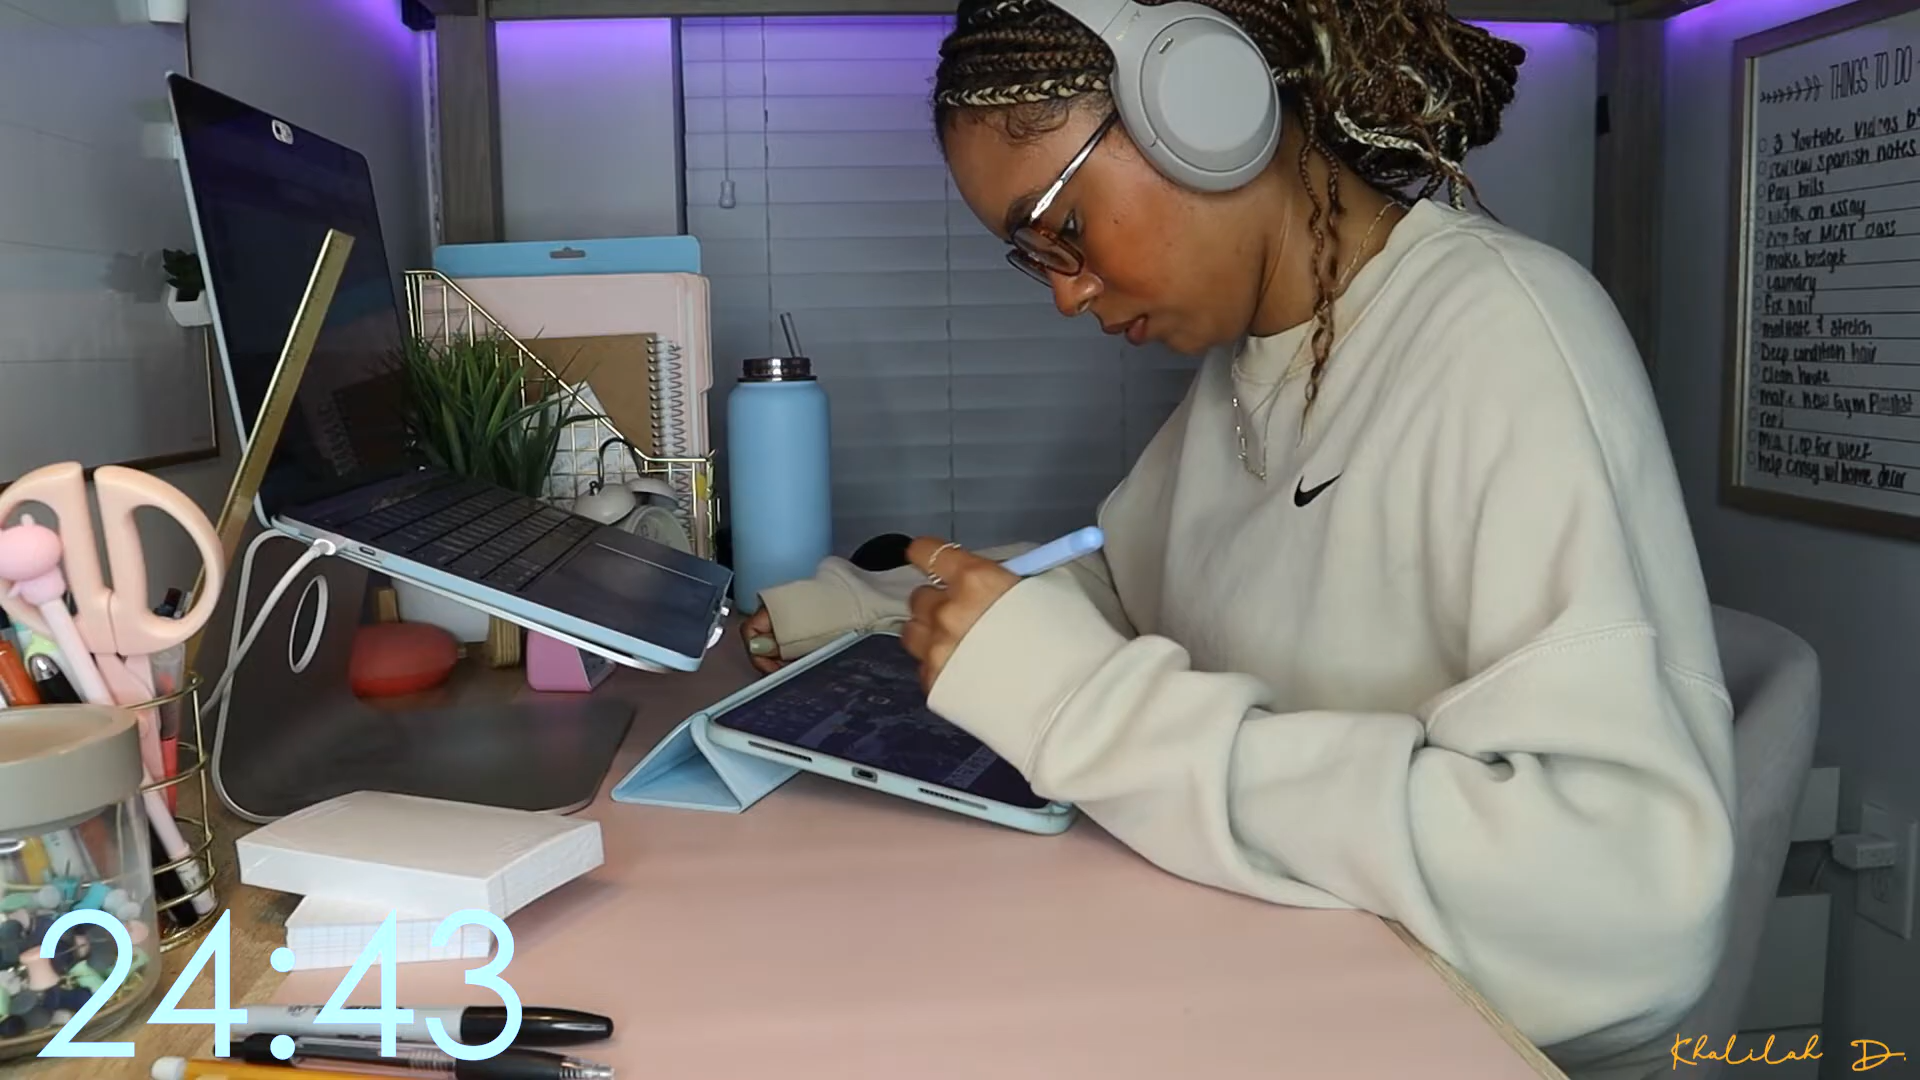 THINGS TO DO
3 Youtube Videos by
review spanish notes
Pay bills
work on essay
Prep for MCAT class
make budget
Laundry
fix nail
meditate & stretch
Deep condition hair
Clean house
make new Gym Playlist
for week
help crissy w/ home decor
24:43
Khalilah D.